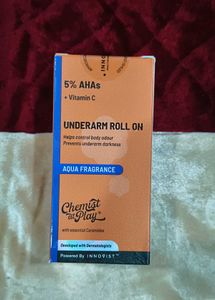 INNOVIST
5% AHAs
+ Vitamin C
UNDERARM ROLL ON
Helps control body odour
Prevents underarm darkness
AQUA FRAGRANCE
Chemist
at Play
with essential Ceramides
Developed with Dermatologists
Powered By INNOVIST